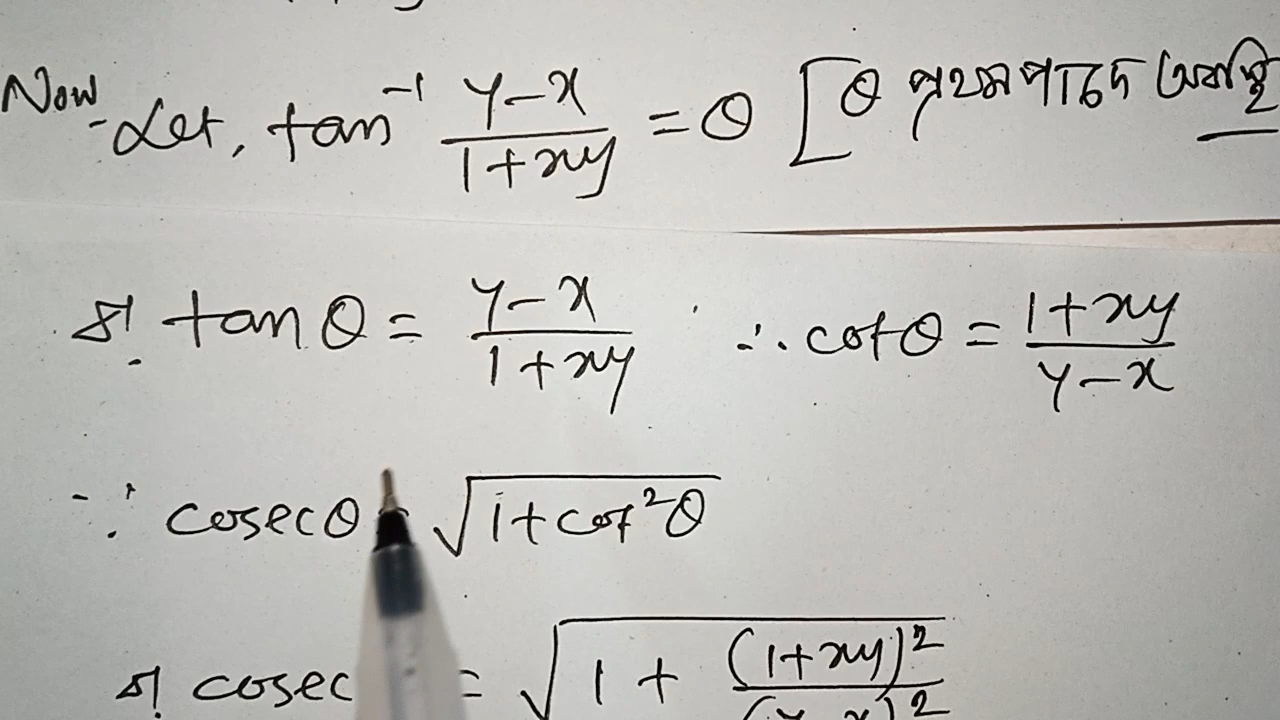 Now Let, tan⁻¹ (y-x)/(1+xy) = θ [θ প্রথম পাদে
বা, tanθ = (y-x)/(1+xy) ∴ cotθ = (1+xy)/(y-x)
∵ cosecθ = √(1+cot²θ)
বা, cosec = √(1 + (1+xy)²/(y-x)²)